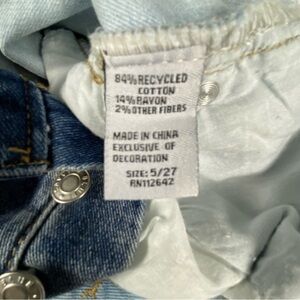 84% RECYCLED
COTTON
14% RAYON
2% OTHER FIBERS
MADE IN CHINA
EXCLUSIVE OF
DECORATION
SIZE: 5/27
RN112642